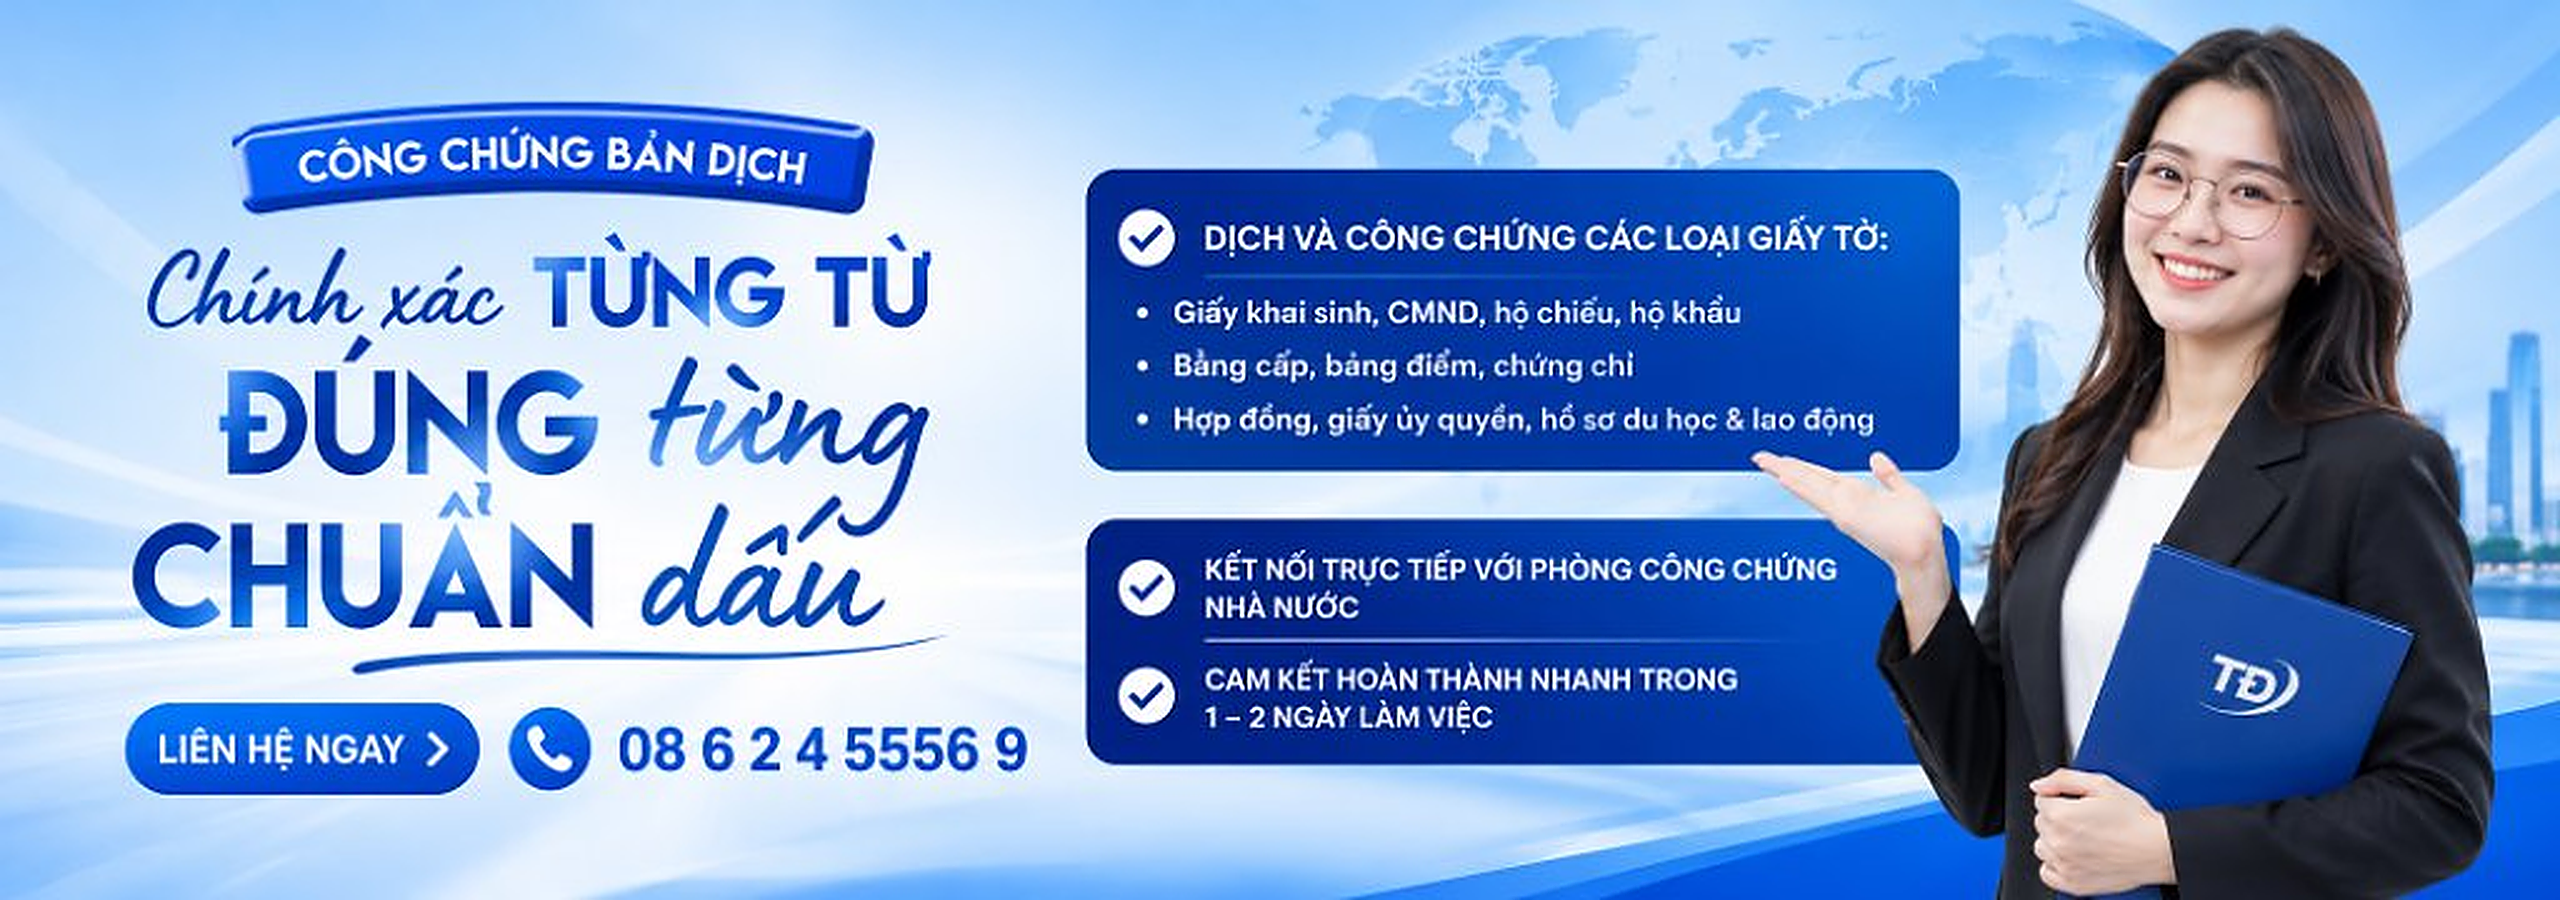 CÔNG CHỨNG BẢN DỊCH
Chính xác TỪNG TỪ
ĐÚNG từng
CHUẨN dấu
LIÊN HỆ NGAY
08 6 2 4 5556 9
DỊCH VÀ CÔNG CHỨNG CÁC LOẠI GIẤY TỜ:
• Giấy khai sinh, CMND, hộ chiếu, hộ khẩu
• Bằng cấp, bảng điểm, chứng chỉ
• Hợp đồng, giấy ủy quyền, hồ sơ du học & lao động
KẾT NỐI TRỰC TIẾP VỚI PHÒNG CÔNG CHỨNG
NHÀ NƯỚC
CAM KẾT HOÀN THÀNH NHANH TRONG
1 – 2 NGÀY LÀM VIỆC
TĐ